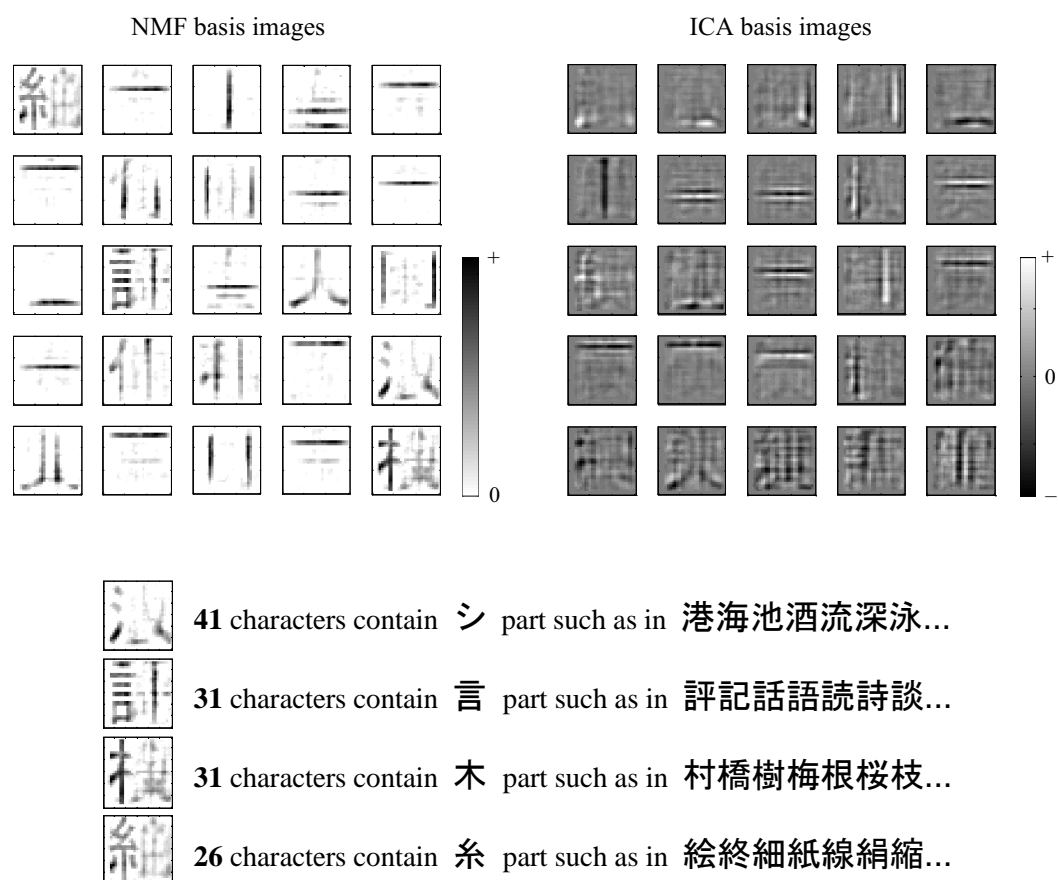 NMF basis images
ICA basis images
+
0
+
0
−
41 characters contain シ part such as in 港海池酒流深泳...
31 characters contain 言 part such as in 評記話語読詩談...
31 characters contain 木 part such as in 村橋樹梅根桜枝...
26 characters contain 糸 part such as in 絵終細紙線絹縮...